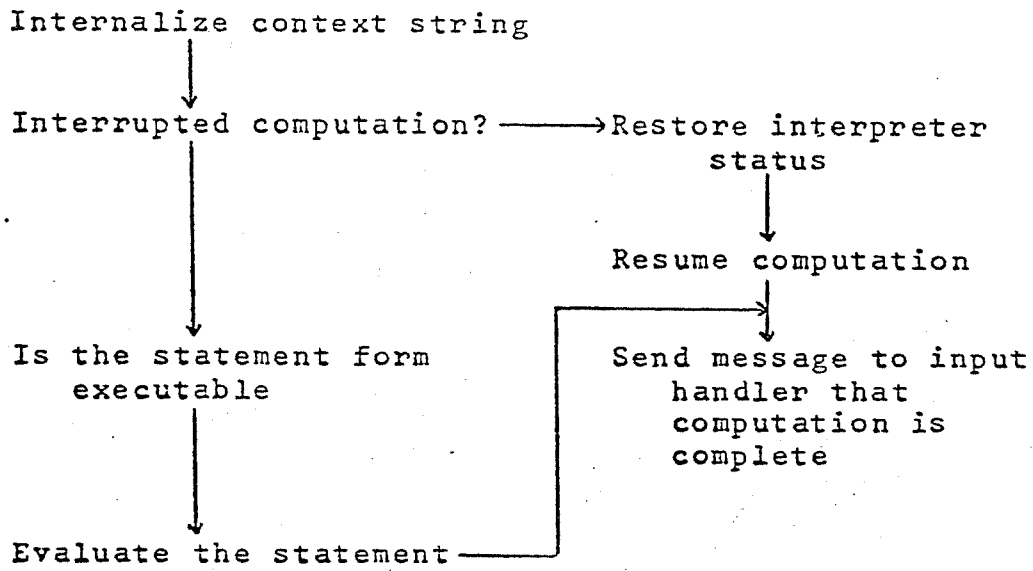 Internalize context string
Interrupted computation?
Restore interpreter
status
Resume computation
Is the statement form
executable
Send message to input
handler that
computation is
complete
Evaluate the statement